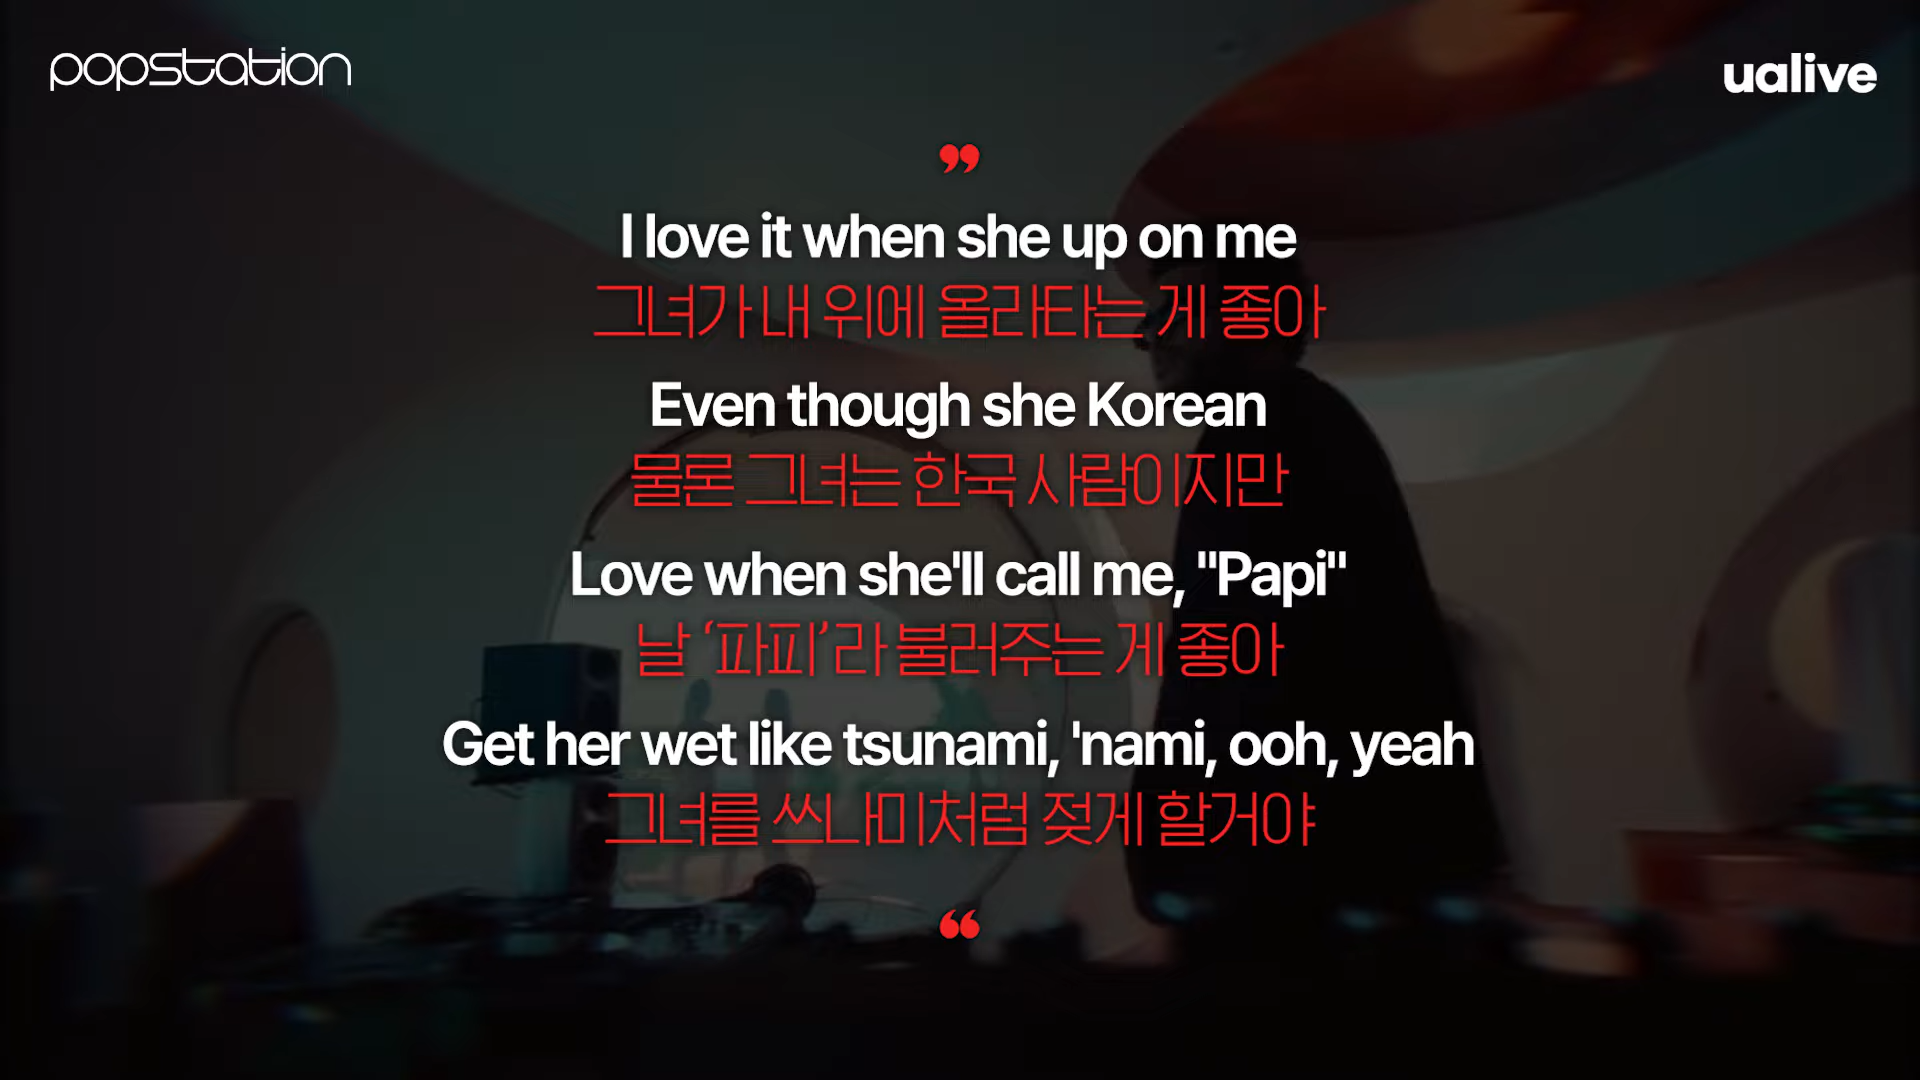 popstation
ualive
”
I love it when she up on me
그녀가 내 위에 올라타는 게 좋아
Even though she Korean
물론 그녀는 한국 사람이지만
Love when she'll call me, "Papi"
날 ‘파피’라 불러주는 게 좋아
Get her wet like tsunami, 'nami, ooh, yeah
그녀를 쓰나미처럼 젖게 할거야
“